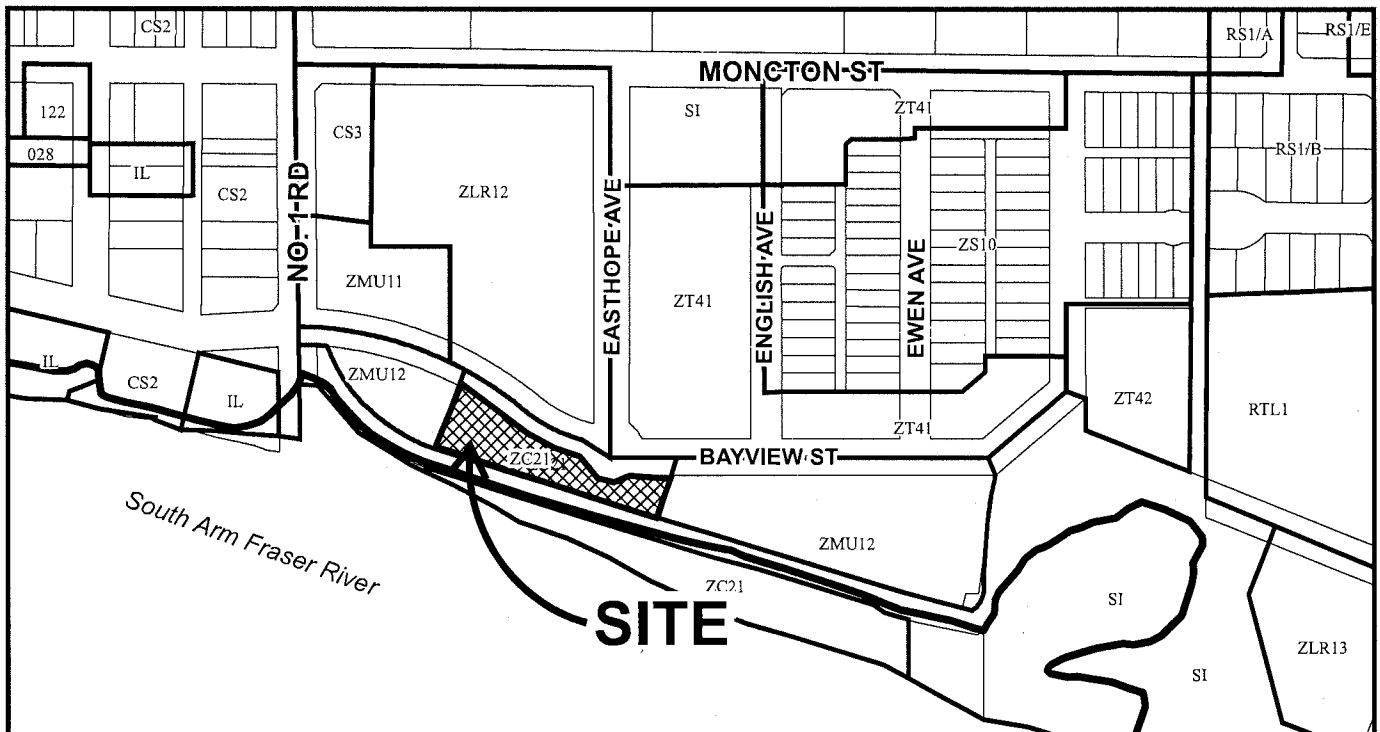 CS2
RS1/A
RS1/E
MONCTON ST
122
CS3
SI
ZT41
028
IL
CS2
NO. 1 RD
ZLR12
EASTHOPE AVE
ENGLISH AVE
EWEN AVE
RS1/B
ZS10
ZMU11
ZT41
IL
CS2
IL
ZMU12
ZT42
RTL1
ZT41
ZC21
BAYVIEW ST
South Arm Fraser River
ZMU12
ZC21
SITE
SI
SI
ZLR13